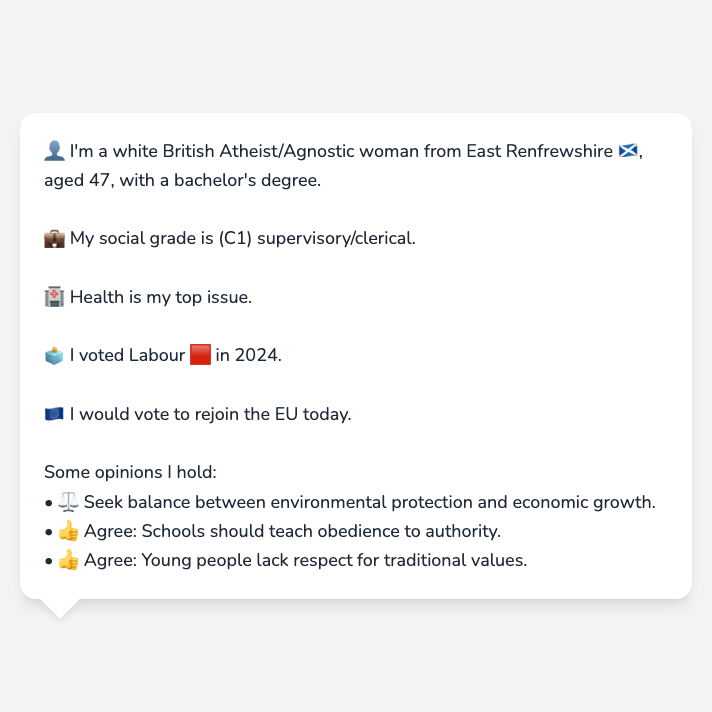 👤 I'm a white British Atheist/Agnostic woman from East Renfrewshire 🏴󠁧󠁢󠁳󠁣󠁴󠁿,
aged 47, with a bachelor's degree.
💼 My social grade is (C1) supervisory/clerical.
🏥 Health is my top issue.
🗳️ I voted Labour 🟥 in 2024.
🇪🇺 I would vote to rejoin the EU today.
Some opinions I hold:
• ⚖️ Seek balance between environmental protection and economic growth.
• 👍 Agree: Schools should teach obedience to authority.
• 👍 Agree: Young people lack respect for traditional values.